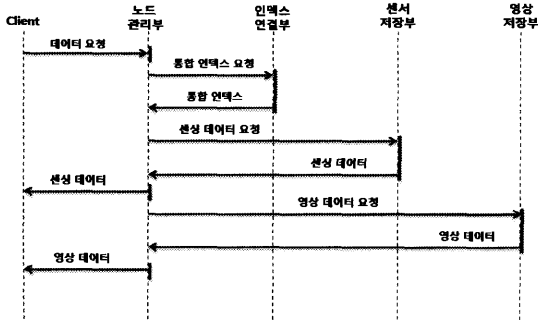 Client
노드
관리부
인덱스
연결부
센서
저장부
영상
저장부
데이터 요청
통합 인덱스 요청
통합 인덱스
센싱 데이터 요청
센싱 데이터
센싱 데이터
영상 데이터 요청
영상 데이터
영상 데이터